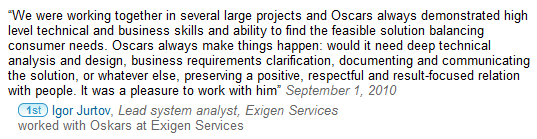 “We were working together in several large projects and Oscars always demonstrated high
level technical and business skills and ability to find the feasible solution balancing
consumer needs. Oscars always make things happen: would it need deep technical
analysis and design, business requirements clarification, documenting and communicating
the solution, or whatever else, preserving a positive, respectful and result-focused relation
with people. It was a pleasure to work with him” September 1, 2010
1st Igor Jurtov, Lead system analyst, Exigen Services
worked with Oskars at Exigen Services